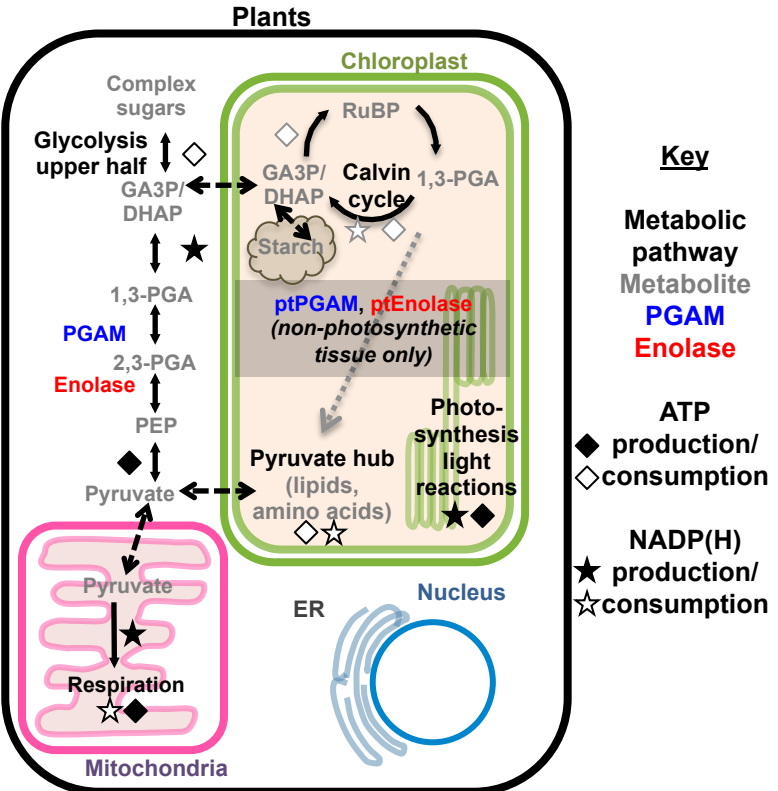 Plants
Chloroplast
Complex
sugars
Glycolysis
upper half
GA3P/
DHAP
1,3-PGA
PGAM
2,3-PGA
Enolase
PEP
Pyruvate
RuBP
GA3P/
DHAP
Calvin
cycle
1,3-PGA
Starch
ptPGAM, ptEnolase
(non-photosynthetic
tissue only)
Photo-
synthesis
light
reactions
Pyruvate hub
(lipids,
amino acids)
Pyruvate
Respiration
Mitochondria
ER
Nucleus
Key
Metabolic
pathway
Metabolite
PGAM
Enolase
ATP
production/
consumption
NADP(H)
production/
consumption